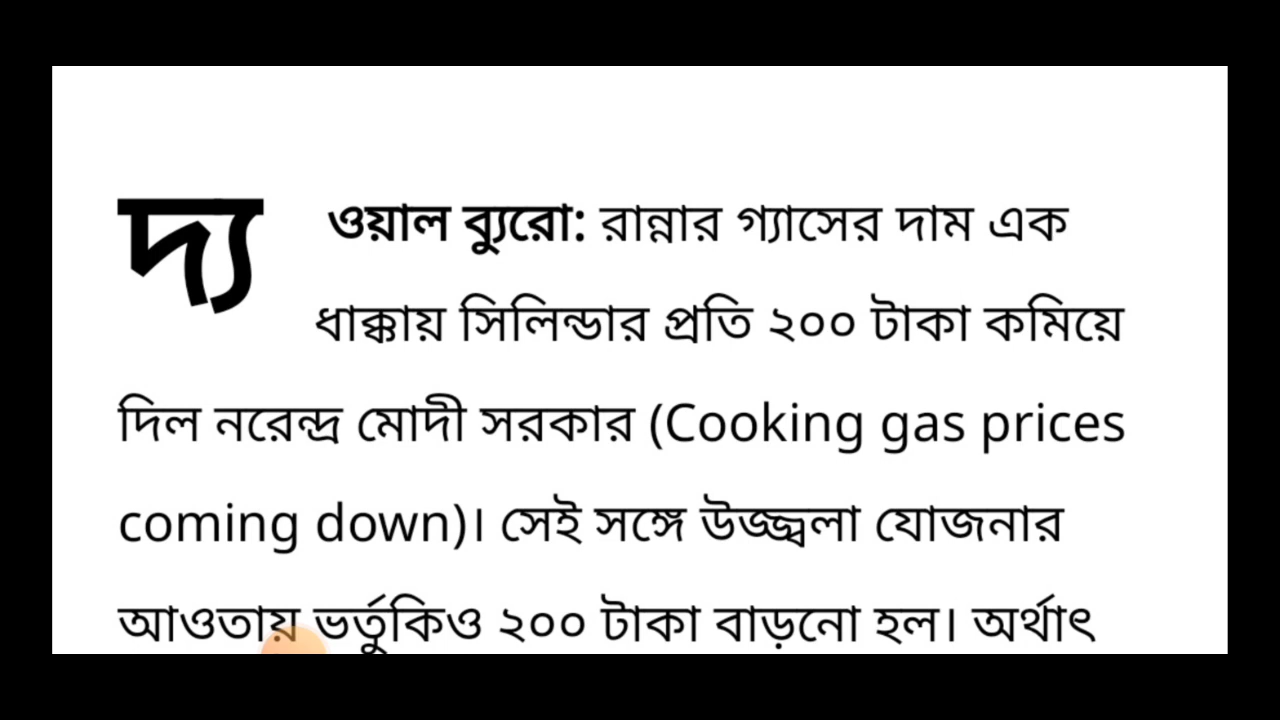 দ্য ওয়াল ব্যুরো: রান্নার গ্যাসের দাম এক
ধাক্কায় সিলিন্ডার প্রতি ২০০ টাকা কমিয়ে
দিল নরেন্দ্র মোদী সরকার (Cooking gas prices
coming down)। সেই সঙ্গে উজ্জ্বলা যোজনার
আওতায় ভর্তুকিও ২০০ টাকা বাড়নো হল। অর্থাৎ